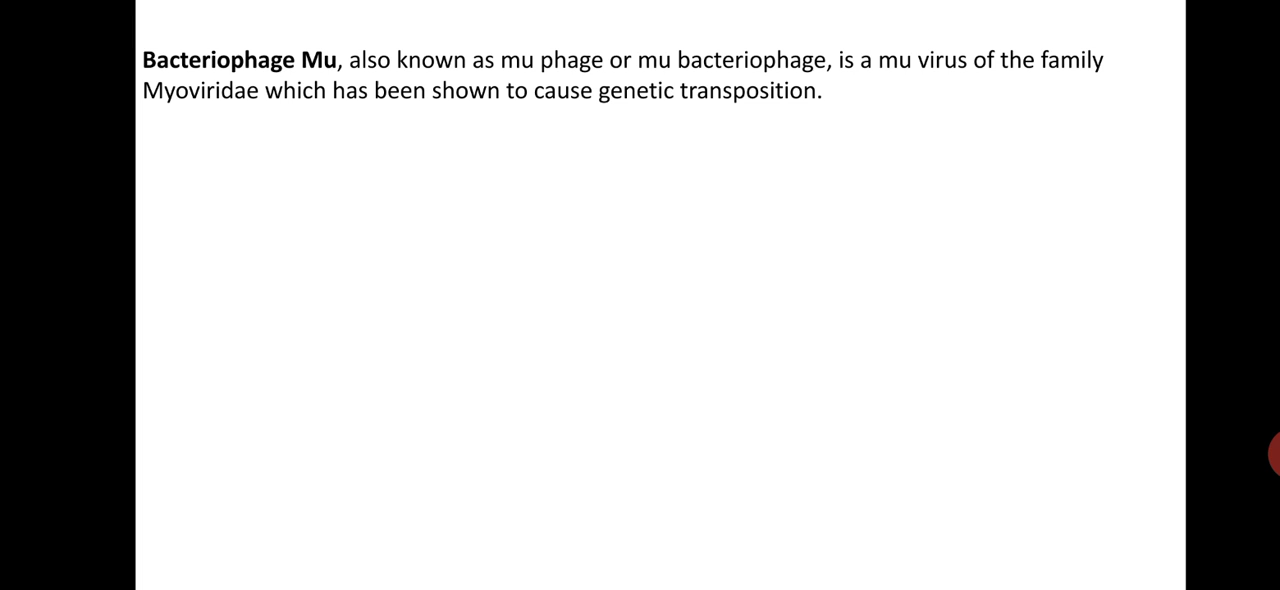 Bacteriophage Mu, also known as mu phage or mu bacteriophage, is a mu virus of the family
Myoviridae which has been shown to cause genetic transposition.